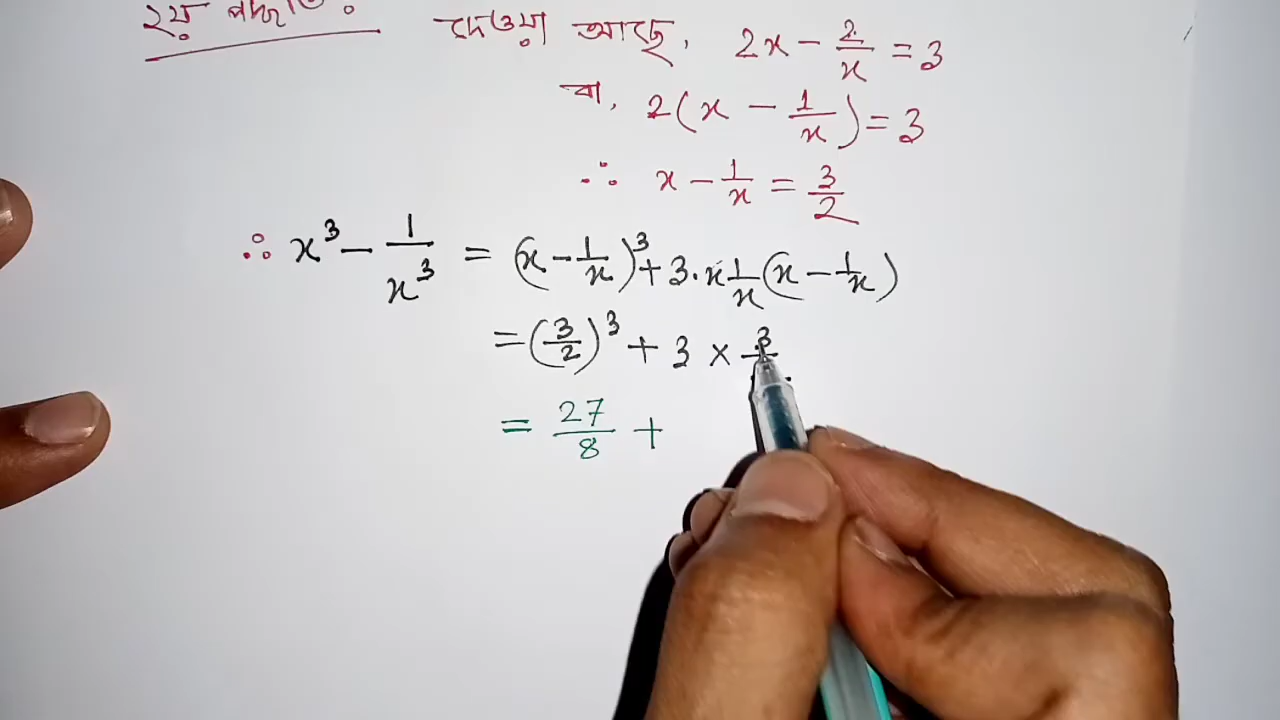 ২য় পদ্ধতি :
দেওয়া আছে, 2x - 2/x = 3
বা, 2(x - 1/x) = 3
∴ x - 1/x = 3/2
∴ x³ - 1/x³ = (x - 1/x)³ + 3·x 1/x (x - 1/x)
= (3/2)³ + 3 × 3
= 27/8 +